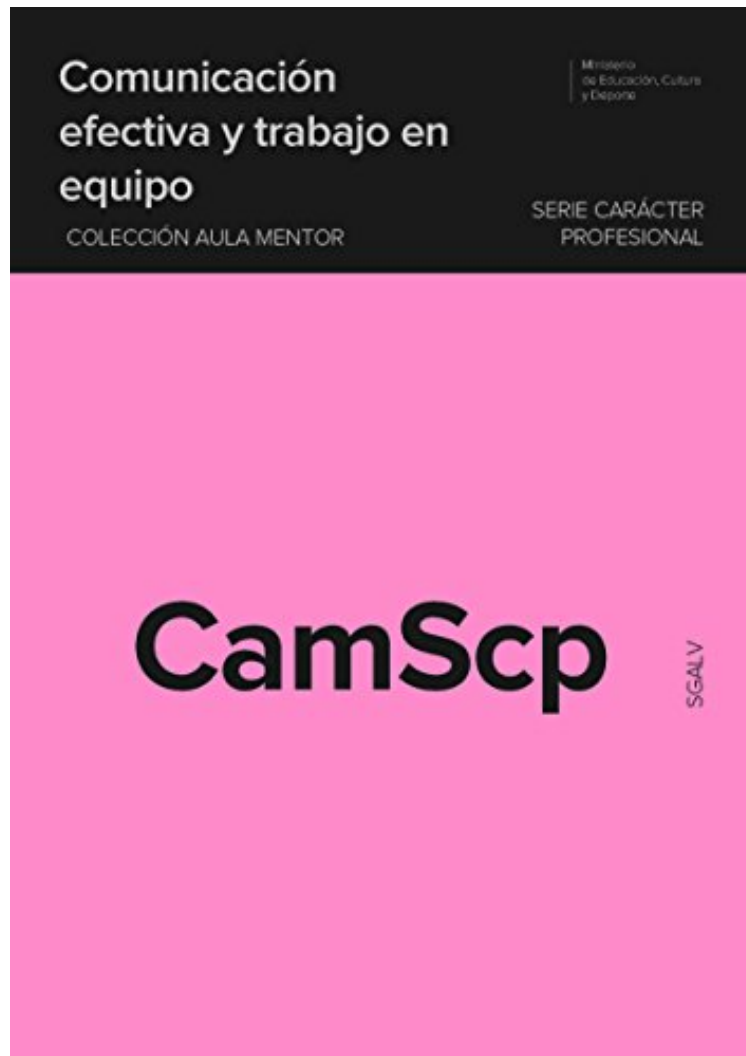 Comunicación
efectiva y trabajo en
equipo
COLECCIÓN AULA MENTOR
Ministerio
de Educación, Cultura
y Deporte
SERIE CARÁCTER
PROFESIONAL
CamScp
SGALV